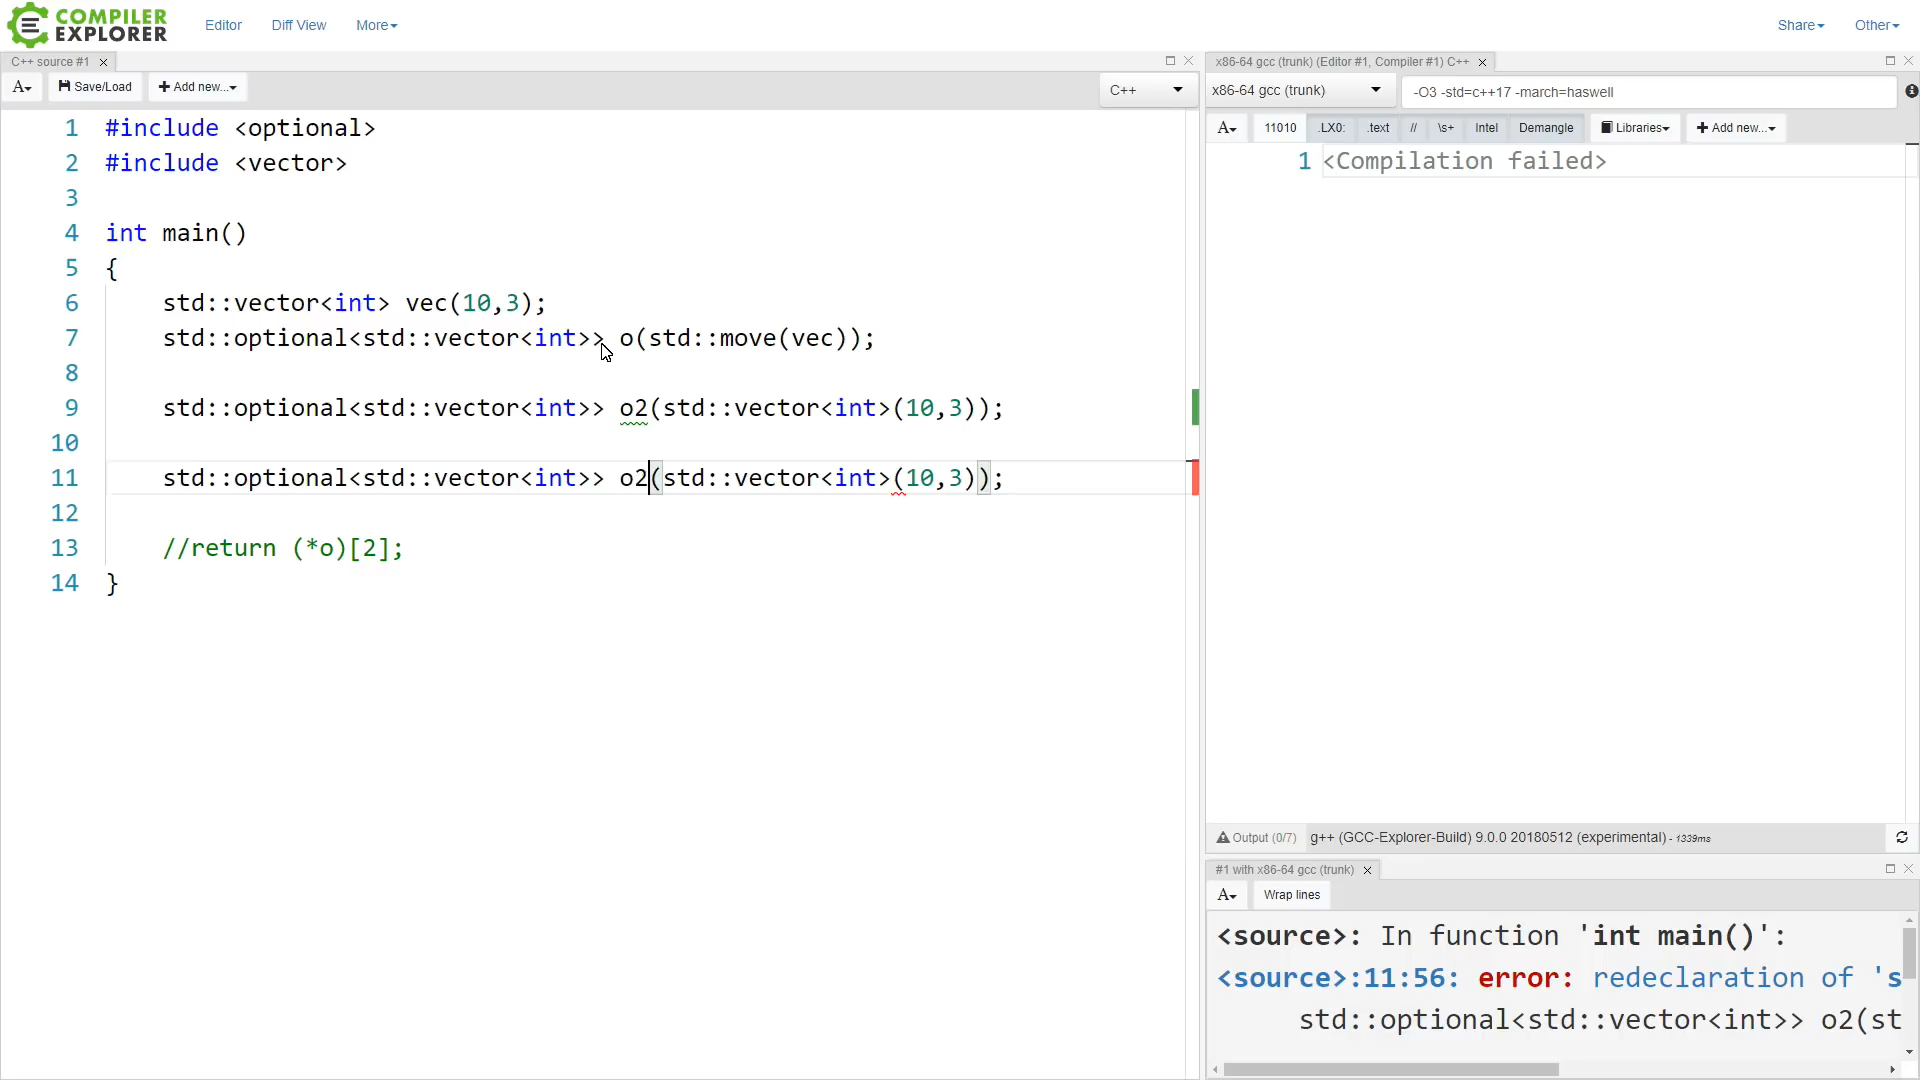 COMPILER
EXPLORER
Editor
Diff View
More
Share
Other
C++ source #1
A
Save/Load
Add new...
C++
1 #include <optional>
2 #include <vector>
3
4 int main()
5 {
6 std::vector<int> vec(10,3);
7 std::optional<std::vector<int>> o(std::move(vec));
8
9 std::optional<std::vector<int>> o2(std::vector<int>(10,3));
10
11 std::optional<std::vector<int>> o2(std::vector<int>(10,3));
12
13 //return (*o)[2];
14 }
x86-64 gcc (trunk) (Editor #1, Compiler #1) C++
x86-64 gcc (trunk)
-O3 -std=c++17 -march=haswell
A
11010
.LX0:
.text
//
\s+
Intel
Demangle
Libraries
Add new...
1 <Compilation failed>
Output (0/7) g++ (GCC-Explorer-Build) 9.0.0 20180512 (experimental) - 1339ms
#1 with x86-64 gcc (trunk)
A
Wrap lines
<source>: In function 'int main()':
<source>:11:56: error: redeclaration of 's
std::optional<std::vector<int>> o2(st